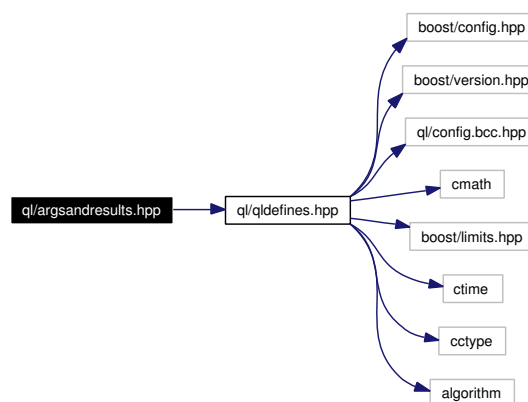 boost/config.hpp
boost/version.hpp
ql/config.bcc.hpp
cmath
ql/argsandresults.hpp
ql/qldefines.hpp
boost/limits.hpp
ctime
cctype
algorithm